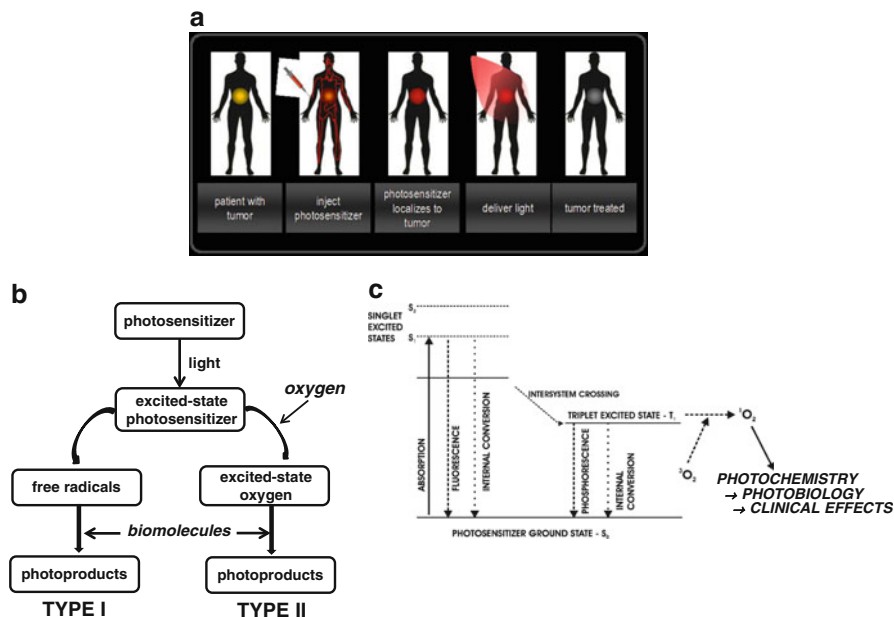 a
patient with
tumor
inject
photosensitizer
photosensitizer
localizes to
tumor
deliver light
tumor treated
b
photosensitizer
light
excited-state
photosensitizer
oxygen
free radicals
excited-state
oxygen
biomolecules
photoproducts
photoproducts
TYPE I
TYPE II
c
SINGLET
EXCITED
STATES
S₂
S₁
ABSORPTION
FLUORESCENCE
INTERNAL CONVERSION
INTERSYSTEM CROSSING
TRIPLET EXCITED STATE - T₁
PHOSPHORESCENCE
INTERNAL
CONVERSION
¹O₂
³O₂
PHOTOCHEMISTRY
→ PHOTOBIOLOGY
→ CLINICAL EFFECTS
PHOTOSENSITIZER GROUND STATE - S₀